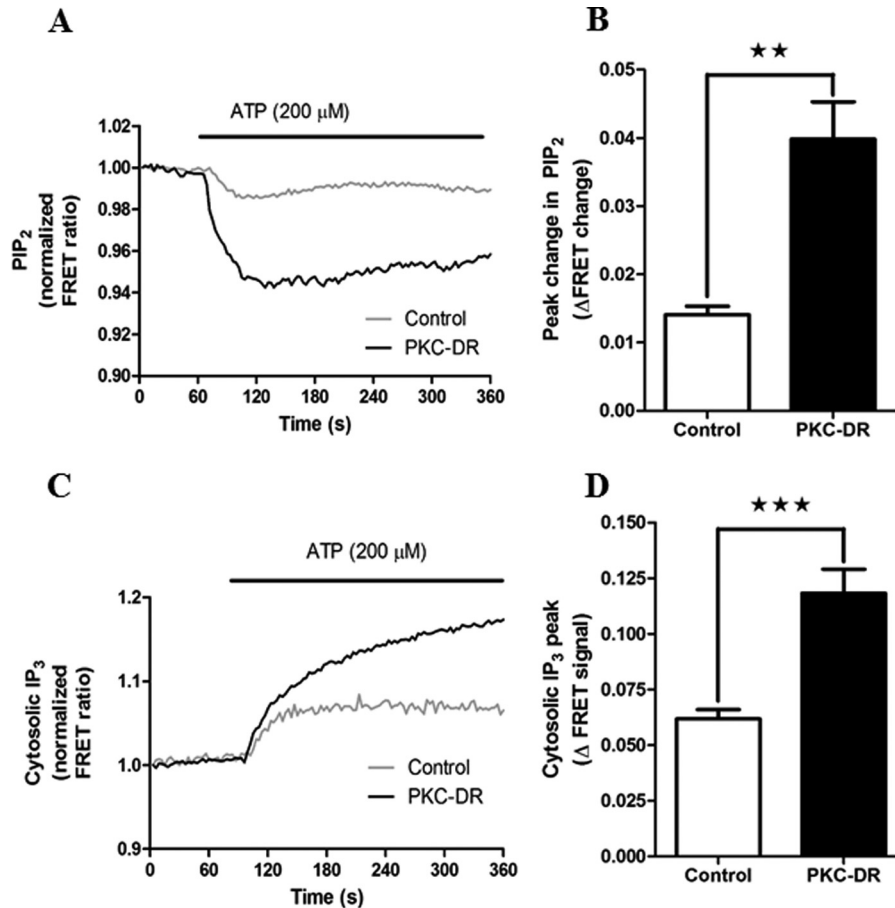 A
ATP (200 μM)
PIP2
(normalized
FRET ratio)
1.02
1.00
0.98
0.96
0.94
0.92
0.90
Control
PKC-DR
0 60 120 180 240 300 360
Time (s)
B
★★
Peak change in PIP2
(ΔFRET change)
0.05
0.04
0.03
0.02
0.01
0.00
Control PKC-DR
C
ATP (200 μM)
Cytosolic IP3
(normalized
FRET ratio)
1.2
1.1
1.0
0.9
Control
PKC-DR
0 60 120 180 240 300 360
Time (s)
D
★★★
Cytosolic IP3 peak
(Δ FRET signal)
0.150
0.125
0.100
0.075
0.050
0.025
0.000
Control PKC-DR